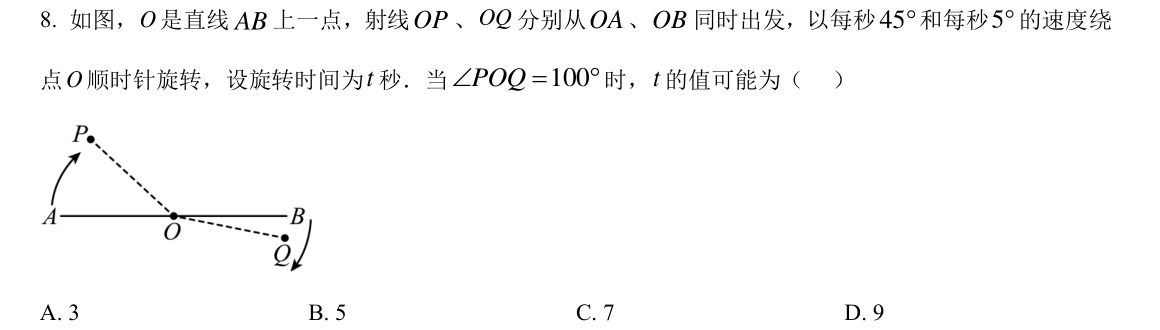 8. 如图，O是直线AB上一点，射线OP、OQ分别从OA、OB同时出发，以每秒45°和每秒5°的速度绕
点O顺时针旋转，设旋转时间为t秒．当∠POQ=100°时，t的值可能为（ ）
P
A
B
O
Q
A. 3 B. 5 C. 7 D. 9